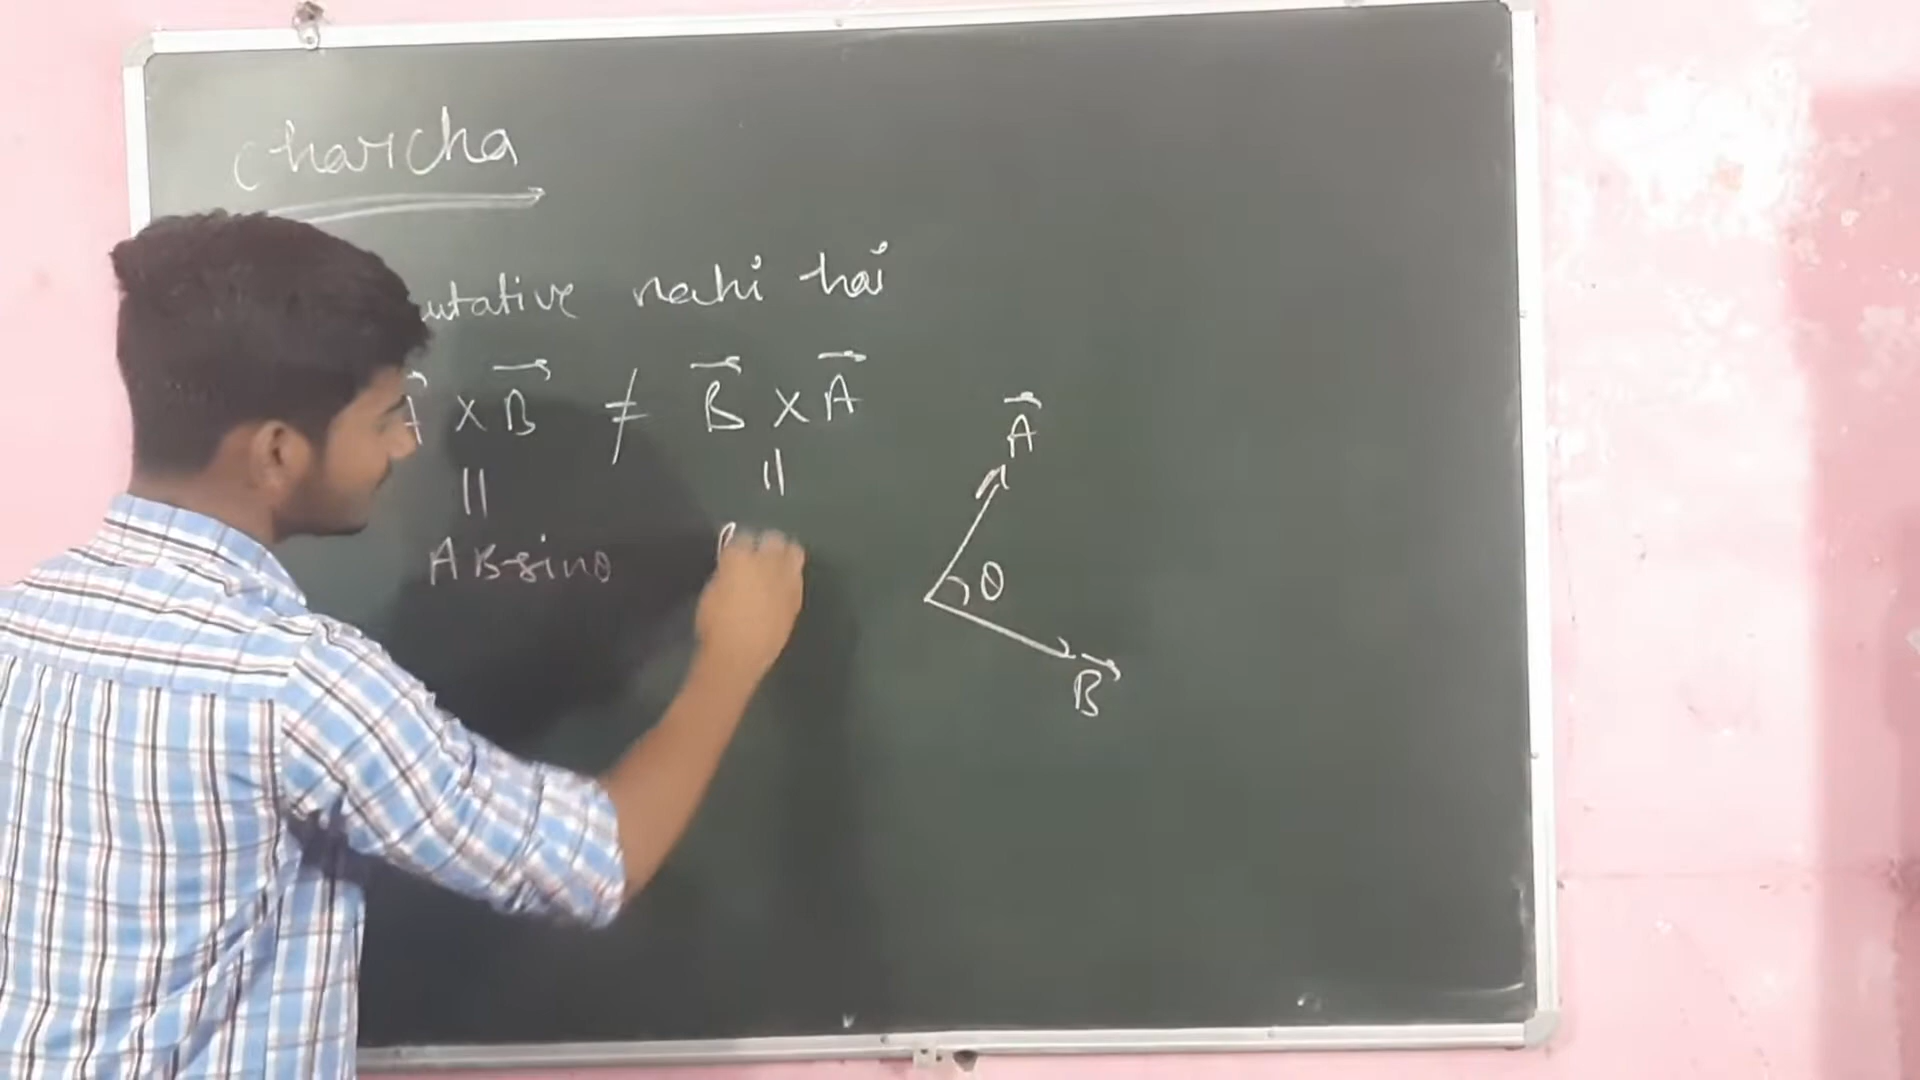 charcha
utative nahi hai
A × B ≠ B × A
|| ||
AB sinθ B
A
θ
B